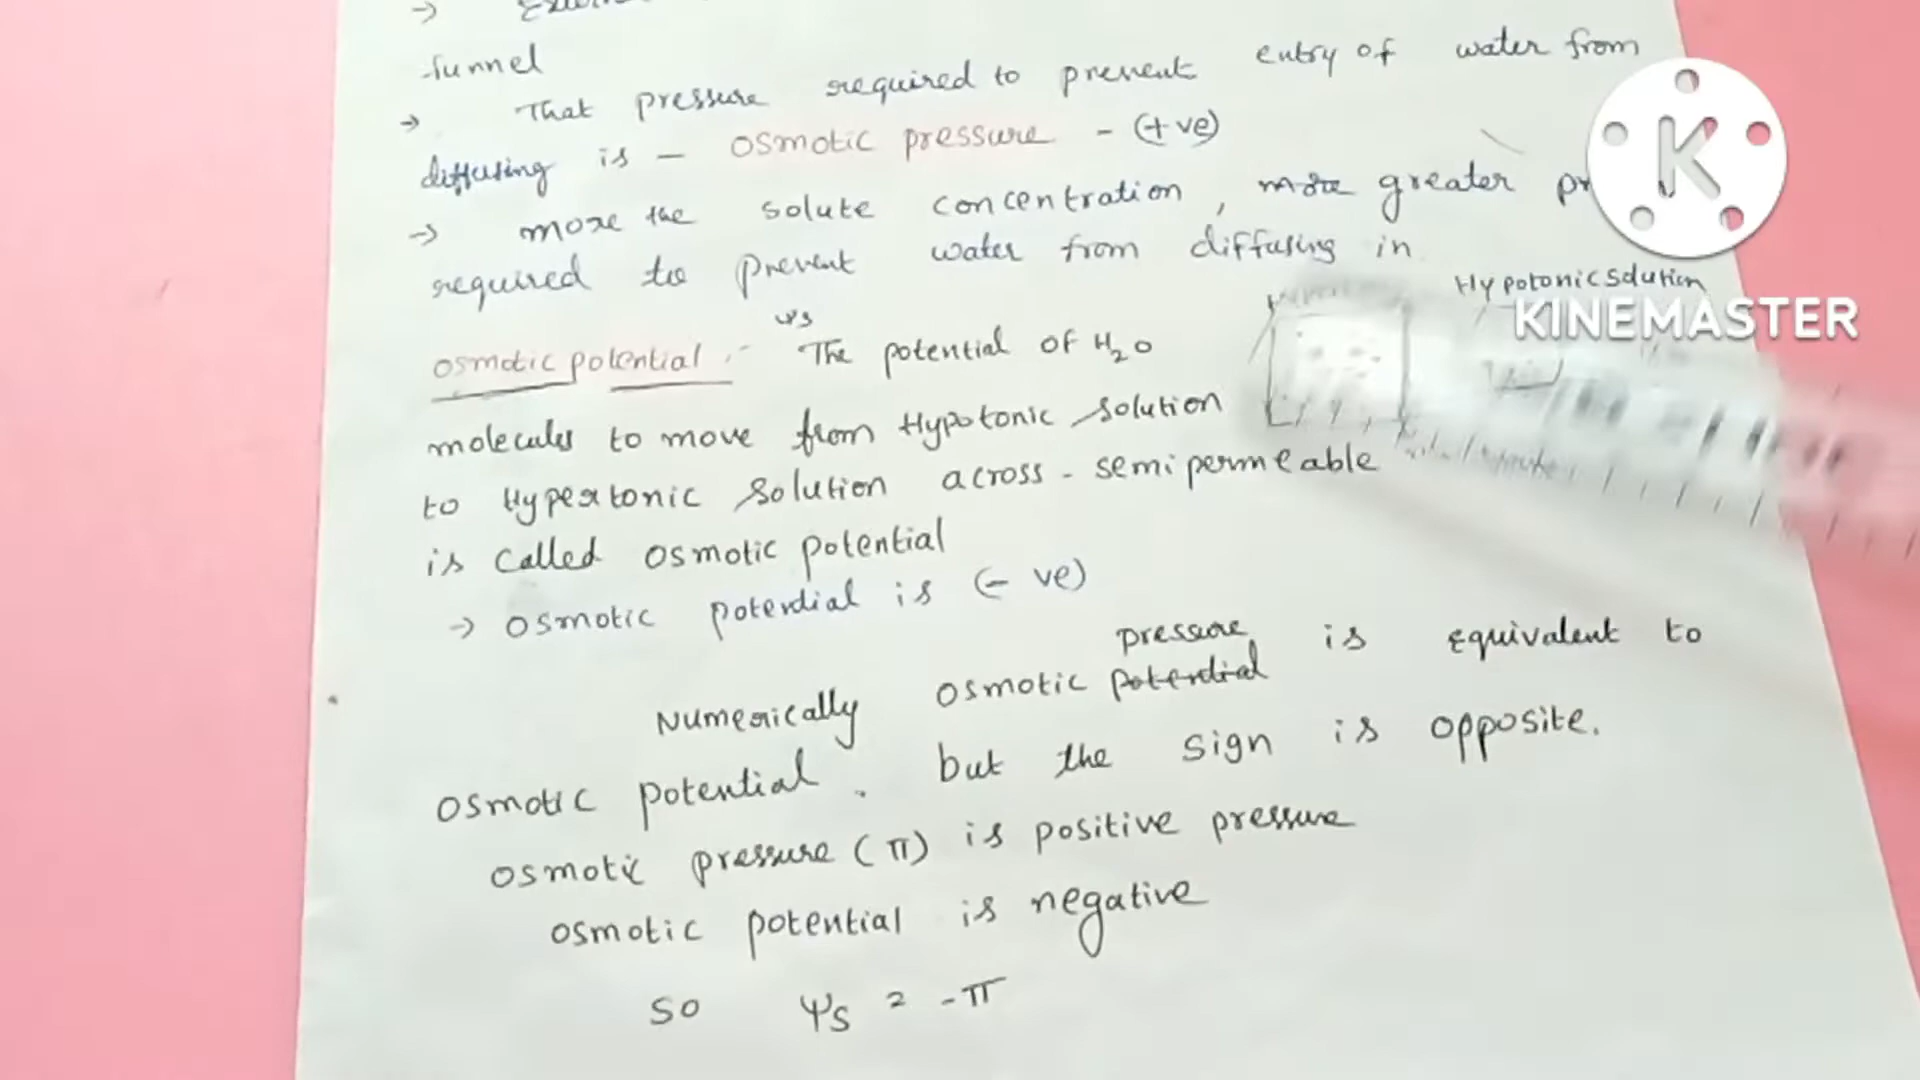 funnel
→ That pressure required to prevent entry of water from
diffusing is - osmotic pressure - (+ve)
→ more the solute concentration, more greater
required to prevent water from diffusing in
Hypotonic solution
KINEMASTER
K
ψs
osmotic potential :- The potential of H₂O
molecules to move from Hypotonic solution
to Hypertonic solution across - semipermeable
is called osmotic potential
→ osmotic potential is (-ve)
pressure is equivalent to
Numerically osmotic potential
osmotic potential. but the sign is opposite.
osmotic pressure (π) is positive pressure
osmotic potential is negative
so ψs = -π